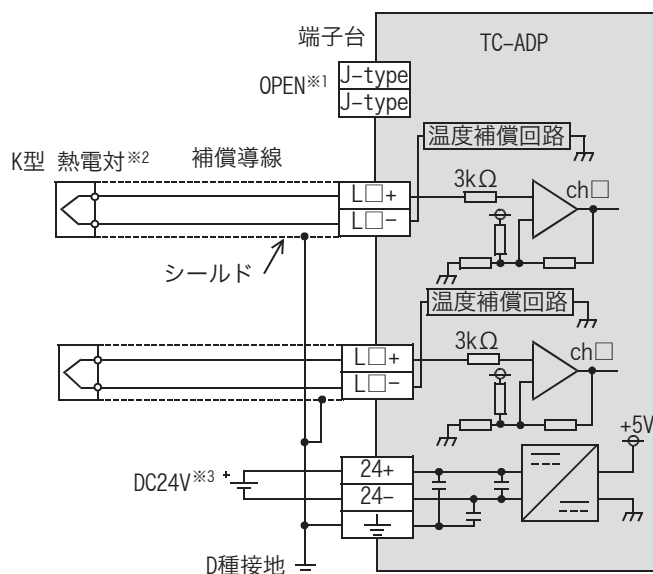 端子台
TC-ADP
OPEN※1
J-type
J-type
温度補償回路
K型 熱電対※2
補償導線
3kΩ
ch□
L□+
L□-
シールド
温度補償回路
3kΩ
ch□
L□+
L□-
+5V
DC24V※3
+
24+
24-
D種接地